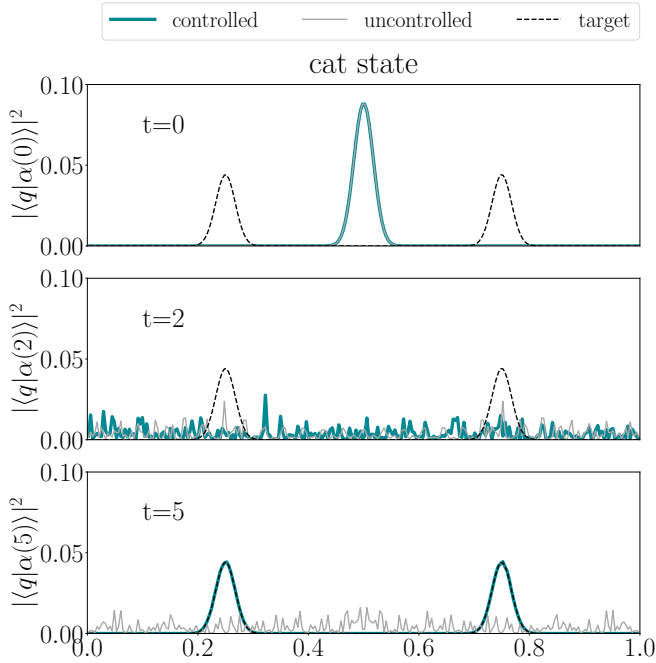 controlled uncontrolled target
cat state
0.10
t=0
0.05
|⟨q|α(0)⟩|²
0.00
0.10
t=2
0.05
|⟨q|α(2)⟩|²
0.00
0.10
t=5
0.05
|⟨q|α(5)⟩|²
0.00
0.0 0.2 0.4 0.6 0.8 1.0